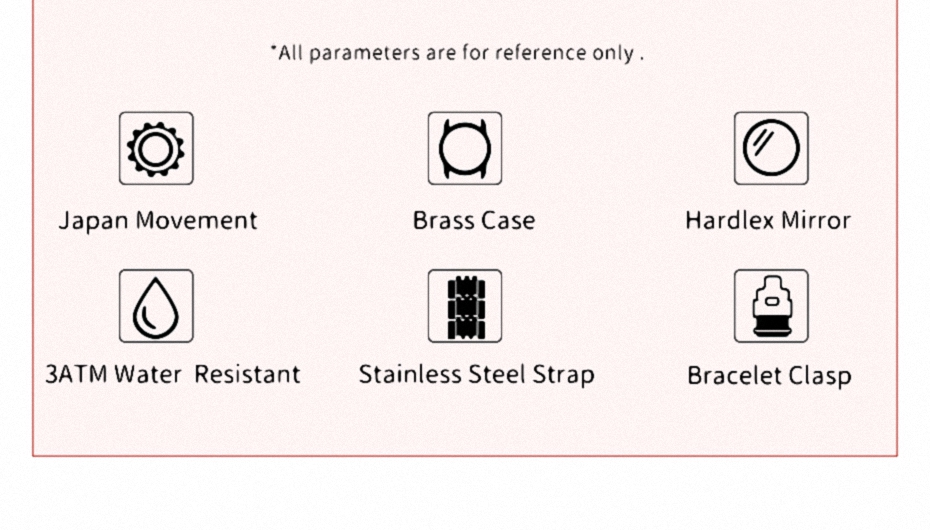 *All parameters are for reference only .
Japan Movement
Brass Case
Hardlex Mirror
3ATM Water Resistant
Stainless Steel Strap
Bracelet Clasp